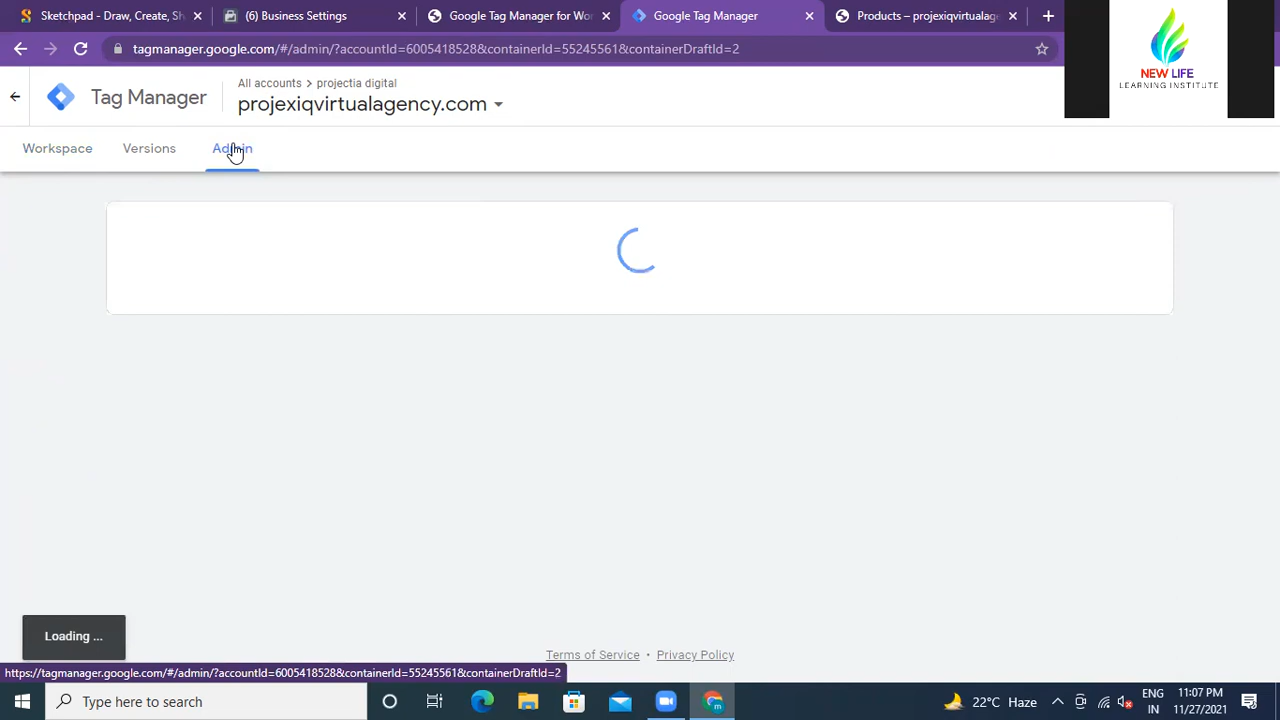 Sketchpad - Draw, Create, Sh
(6) Business Settings
Google Tag Manager for Wo
Google Tag Manager
Products – projexiqvirtualage
tagmanager.google.com/#/admin/?accountId=6005418528&containerId=55245561&containerDraftId=2
NEW LIFE
LEARNING INSTITUTE
Tag Manager
All accounts > projectia digital
projexiqvirtualagency.com
Workspace
Versions
Admin
Loading ...
Terms of Service • Privacy Policy
https://tagmanager.google.com/#/admin/?accountId=6005418528&containerId=55245561&containerDraftId=2
Type here to search
22°C Haze
ENG
IN
11:07 PM
11/27/2021